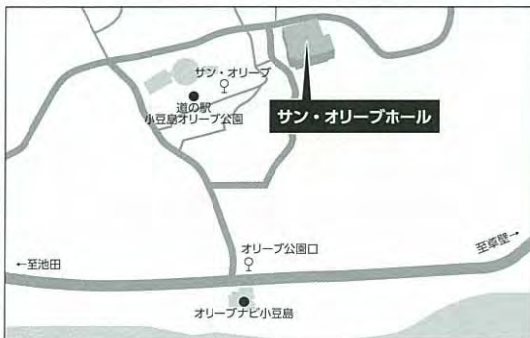 サン・オリーブ
道の駅
小豆島オリーブ公園
サン・オリーブホール
オリーブ公園口
至草壁→
←至池田
オリーブナビ小豆島